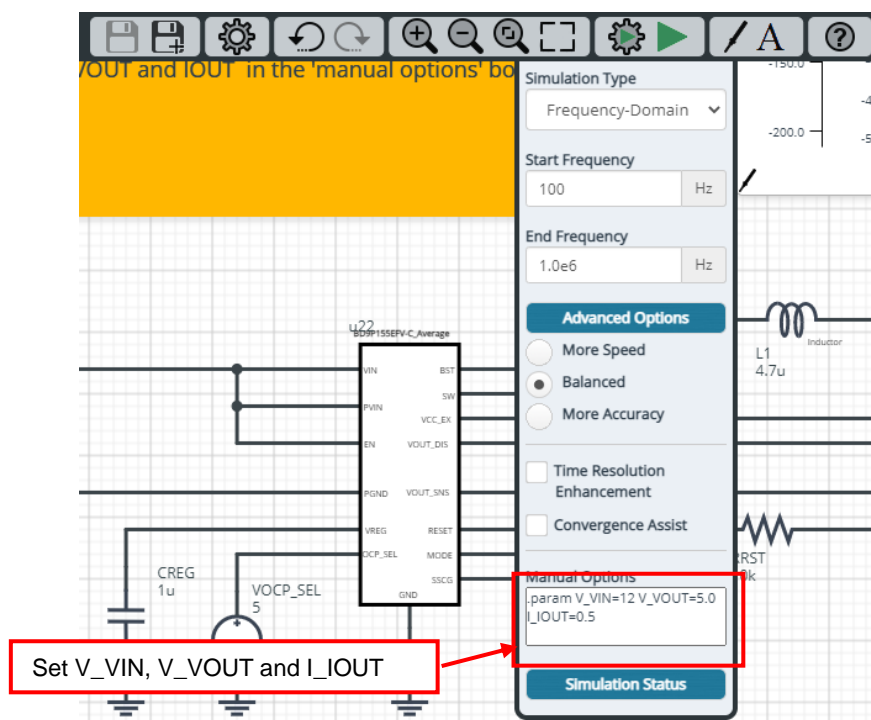 /OUT and IOUT in the 'manual options' bo
A
?
Simulation Type
Frequency-Domain
Start Frequency
100 Hz
End Frequency
1.0e6 Hz
Advanced Options
More Speed
Balanced
More Accuracy
Time Resolution
Enhancement
Convergence Assist
Manual Options
.param V_VIN=12 V_VOUT=5.0
I_IOUT=0.5
Simulation Status
-150.0
-200.0
-4
-5
u22
BD9P155EFV-C_Average
VIN
PVIN
EN
PGND
VREG
OCP_SEL
BST
SW
VCC_EX
VOUT_DIS
VOUT_SNS
RESET
MODE
SSCG
GND
Inductor
L1
4.7u
RRST
CREG
1u
VOCP_SEL
5
Set V_VIN, V_VOUT and I_IOUT